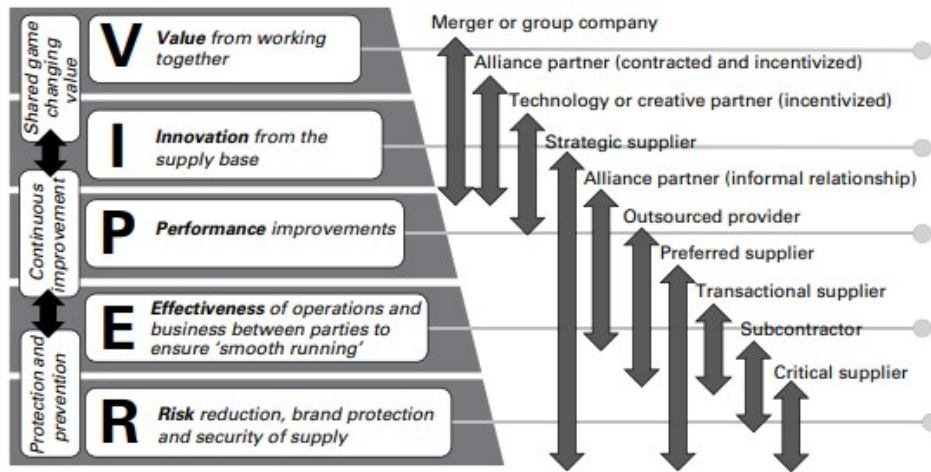 Shared game
changing
value
Continuous
improvement
Protection and
prevention
V
Value from working
together
I
Innovation from the
supply base
P
Performance improvements
E
Effectiveness of operations and
business between parties to
ensure ‘smooth running’
R
Risk reduction, brand protection
and security of supply
Merger or group company
Alliance partner (contracted and incentivized)
Technology or creative partner (incentivized)
Strategic supplier
Alliance partner (informal relationship)
Outsourced provider
Preferred supplier
Transactional supplier
Subcontractor
Critical supplier